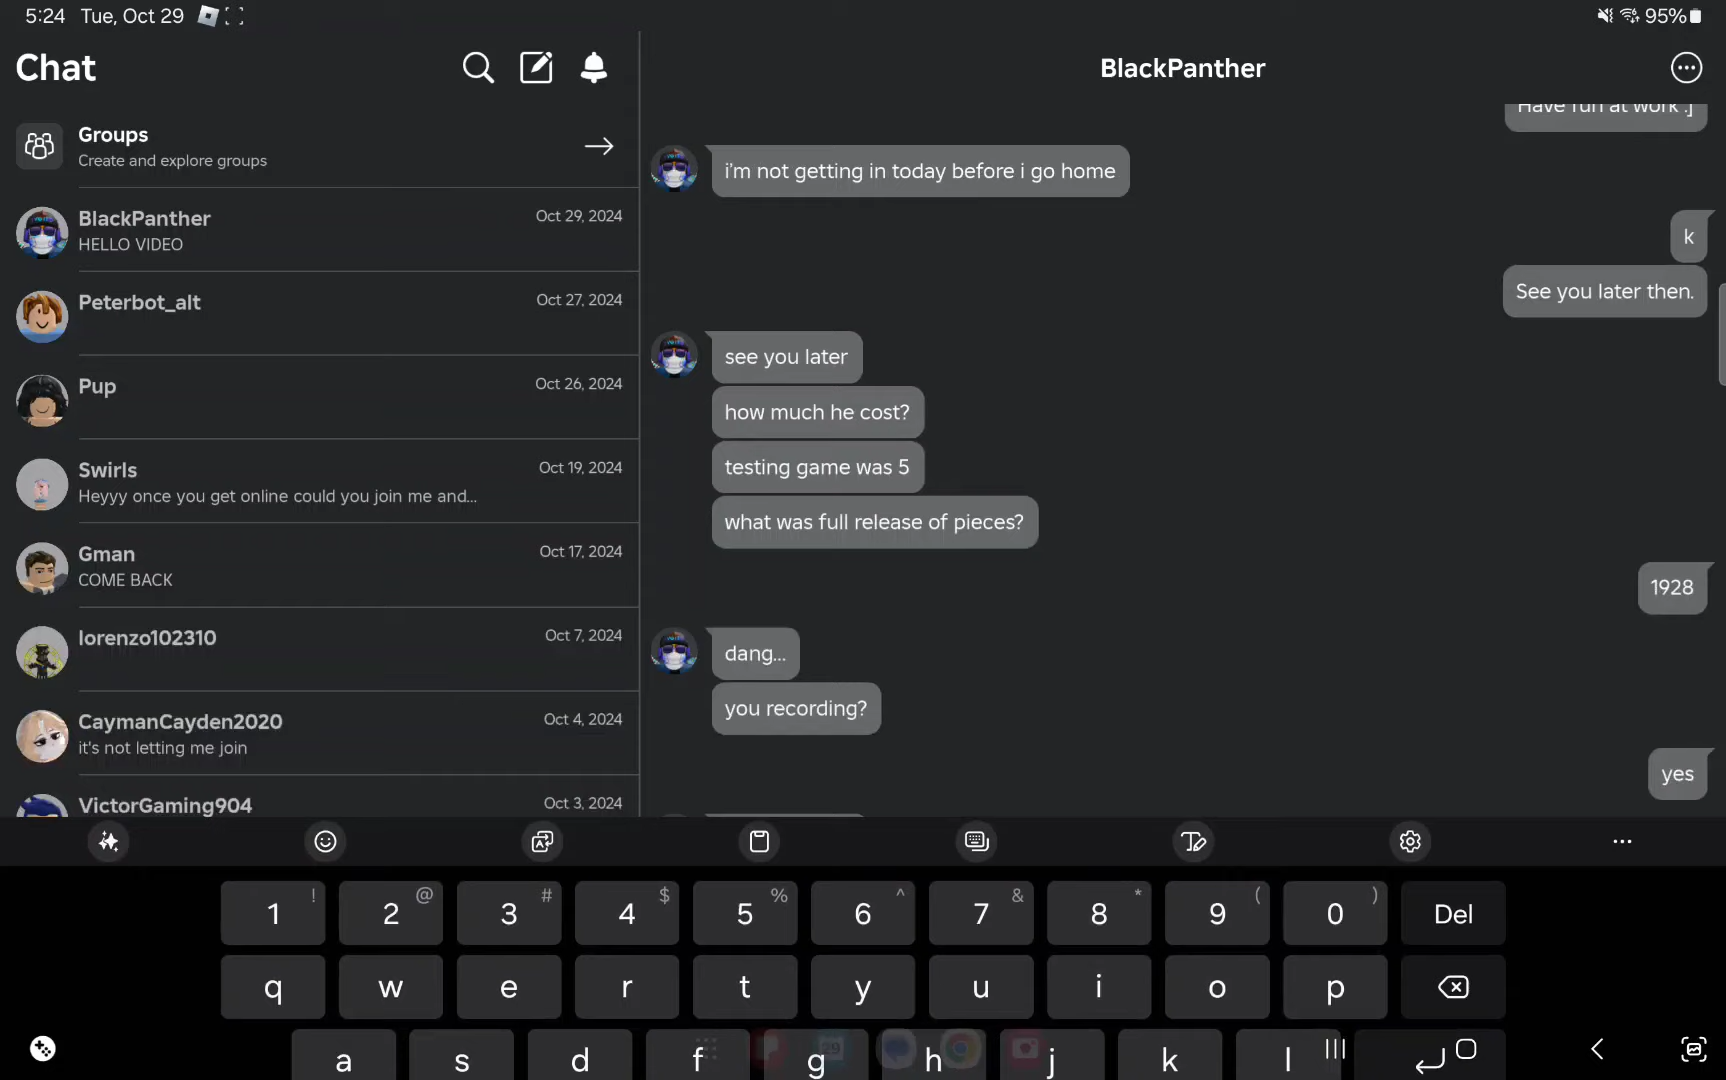 5:24 Tue, Oct 29
95%
Chat
Groups
Create and explore groups
BlackPanther
Oct 29, 2024
HELLO VIDEO
Peterbot_alt
Oct 27, 2024
Pup
Oct 26, 2024
Swirls
Oct 19, 2024
Heyyy once you get online could you join me and...
Gman
Oct 17, 2024
COME BACK
lorenzo102310
Oct 7, 2024
CaymanCayden2020
Oct 4, 2024
it's not letting me join
VictorGaming904
Oct 3, 2024
BlackPanther
Have fun at work :]
i'm not getting in today before i go home
k
See you later then.
see you later
how much he cost?
testing game was 5
what was full release of pieces?
1928
dang...
you recording?
yes
1 ! 2 @ 3 # 4 $ 5 % 6 ^ 7 & 8 * 9 ( 0 ) Del
q w e r t y u i o p
a s d f g h j k l